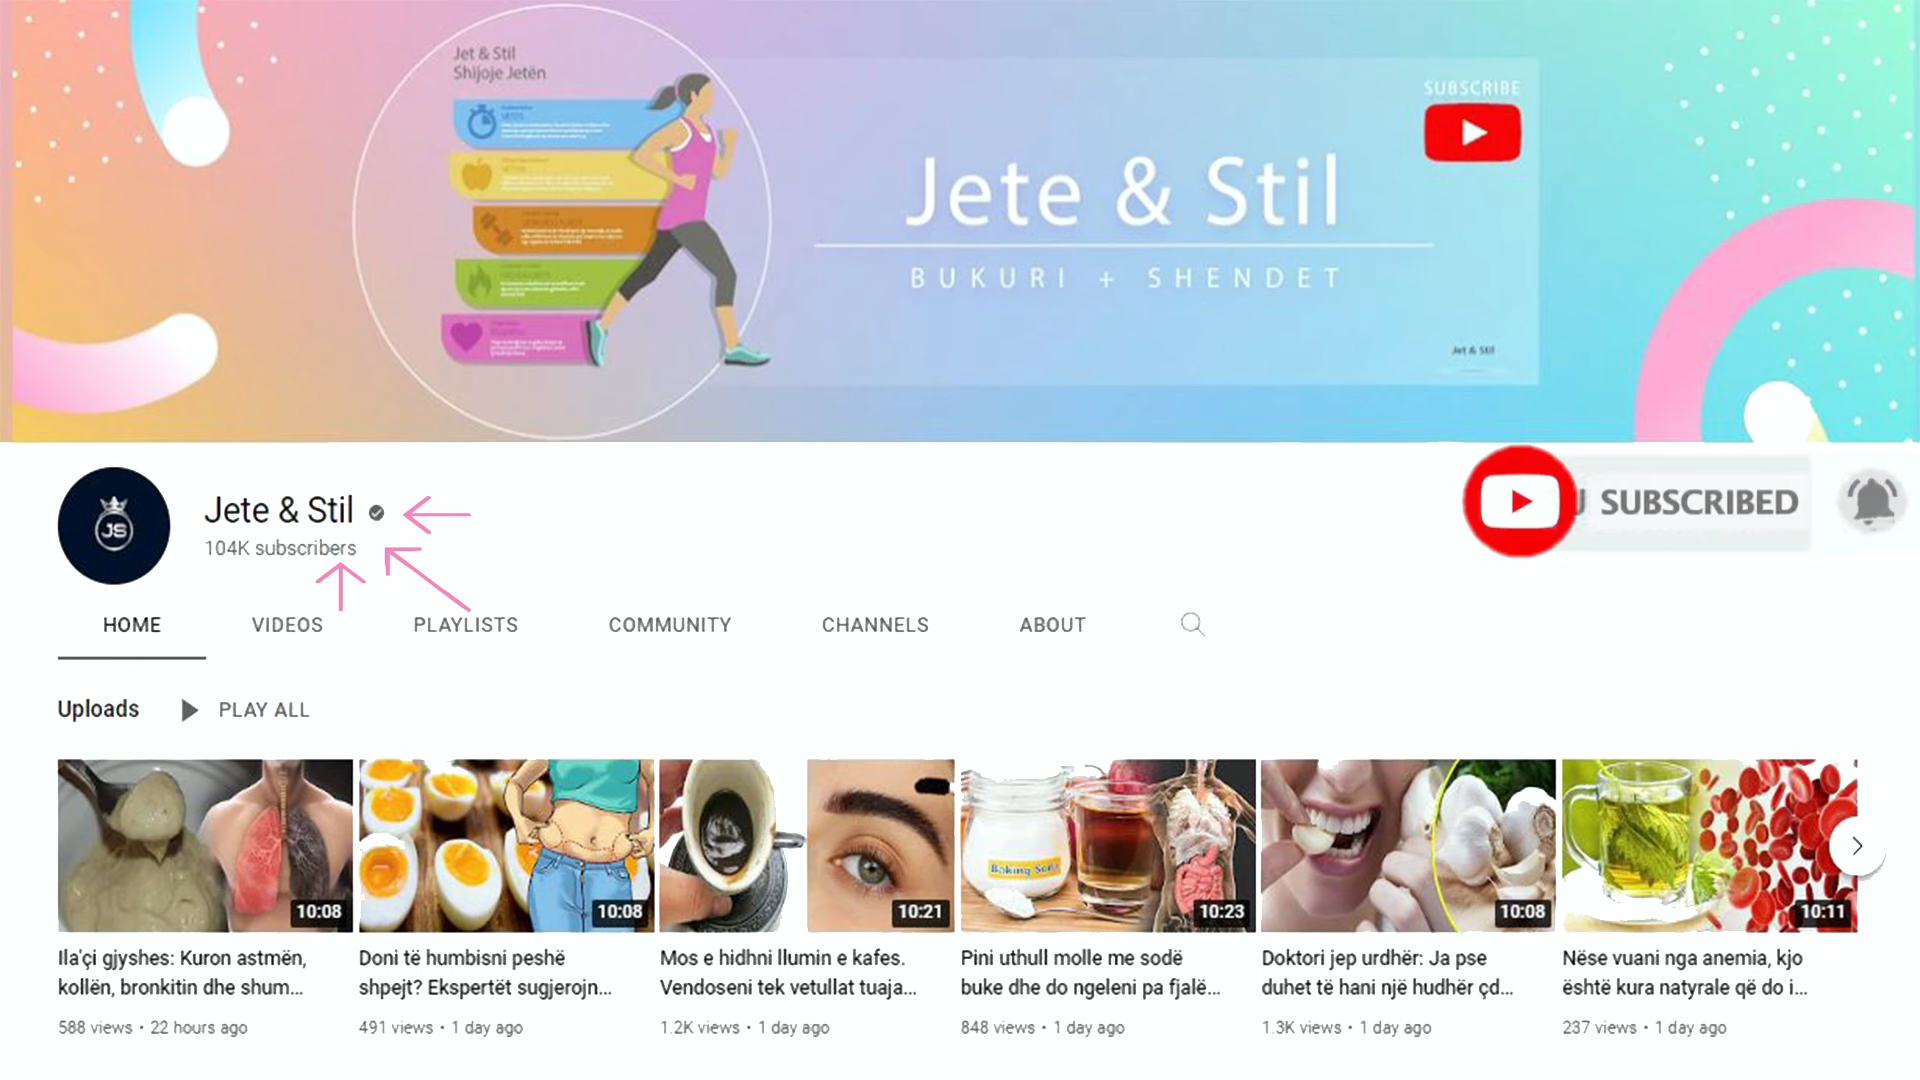 Jet & Stil
Shijoje Jetën
SUBSCRIBE
Jete & Stil
BUKURI + SHENDET
Jet & Stil
JS
Jete & Stil
104K subscribers
SUBSCRIBED
HOME
VIDEOS
PLAYLISTS
COMMUNITY
CHANNELS
ABOUT
Uploads
PLAY ALL
Baking Soda
10:08
10:08
10:21
10:23
10:08
10:11
Ila'çi gjyshes: Kuron astmën,
kollën, bronkitin dhe shum...
588 views • 22 hours ago
Doni të humbisni peshë
shpejt? Ekspertët sugjerojn...
491 views • 1 day ago
Mos e hidhni llumin e kafes.
Vendoseni tek vetullat tuaja...
1.2K views • 1 day ago
Pini uthull molle me sodë
buke dhe do ngeleni pa fjalë...
848 views • 1 day ago
Doktori jep urdhër: Ja pse
duhet të hani një hudhër çd...
1.3K views • 1 day ago
Nëse vuani nga anemia, kjo
është kura natyrale që do i...
237 views • 1 day ago